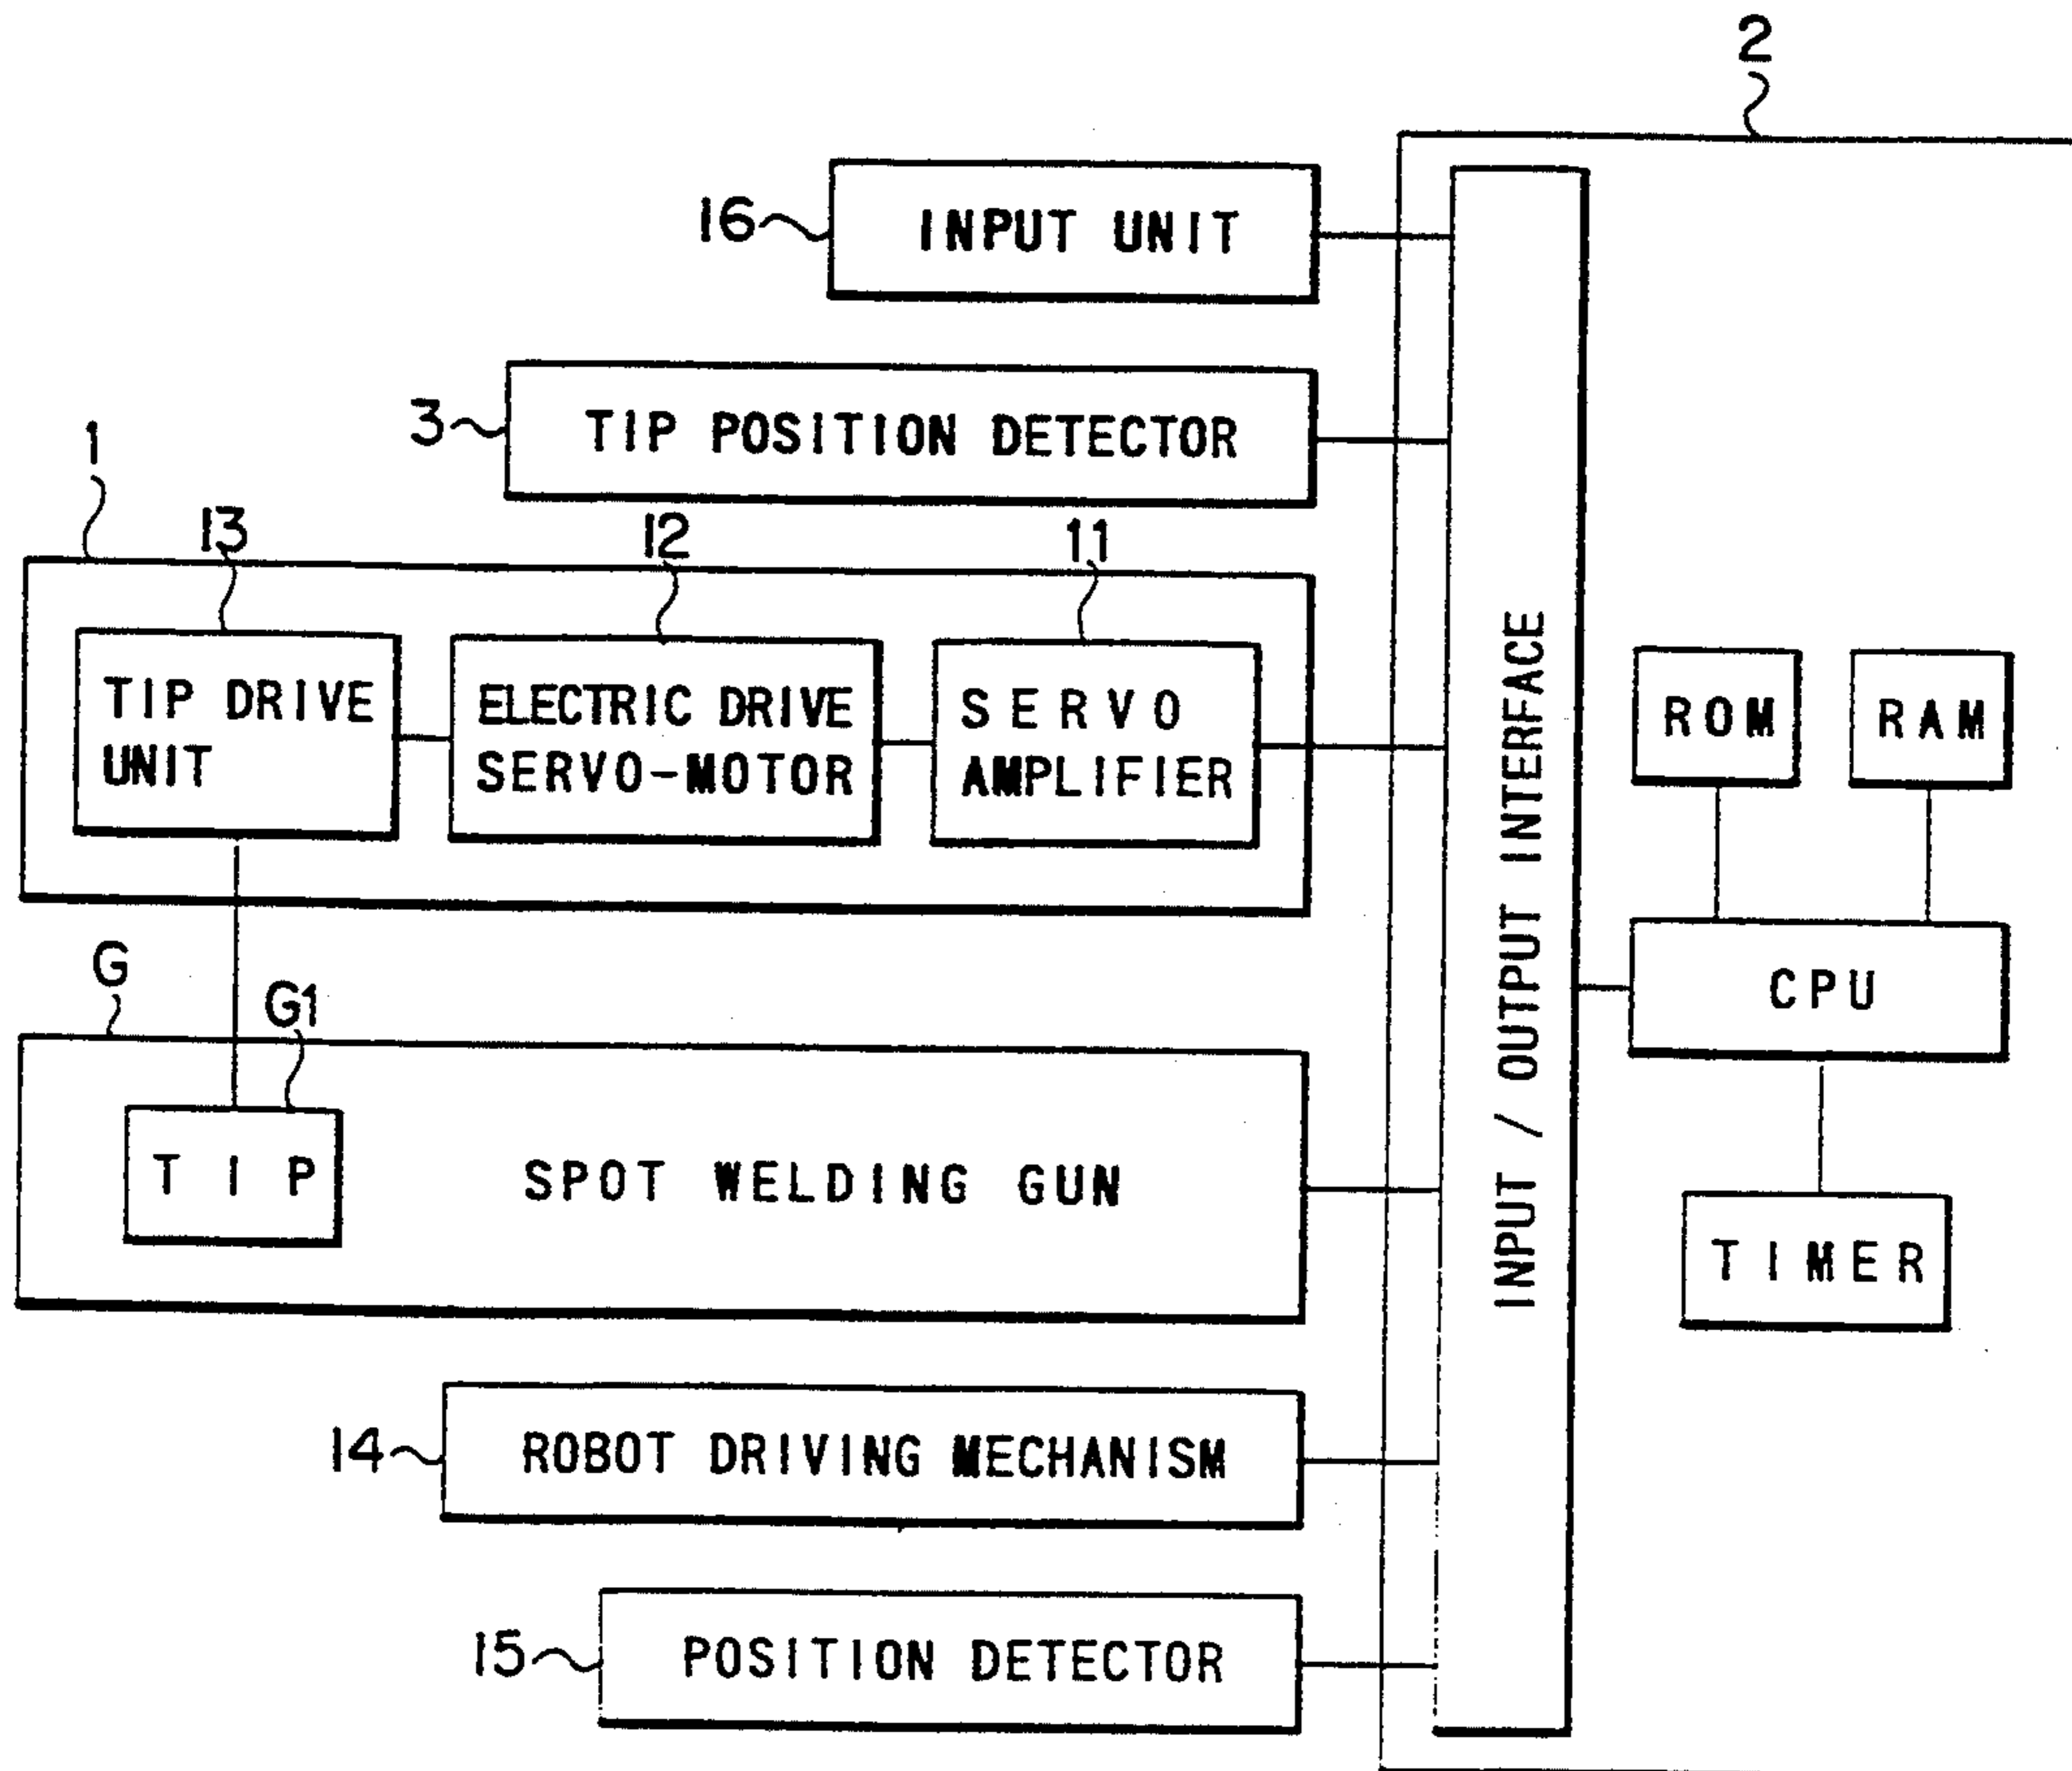 2
16
INPUT UNIT
3
TIP POSITION DETECTOR
1
13
12
11
TIP DRIVE
UNIT
ELECTRIC DRIVE
SERVO-MOTOR
SERVO
AMPLIFIER
INPUT / OUTPUT INTERFACE
ROM
RAM
CPU
TIMER
G
G1
TIP
SPOT WELDING GUN
14
ROBOT DRIVING MECHANISM
15
POSITION DETECTOR